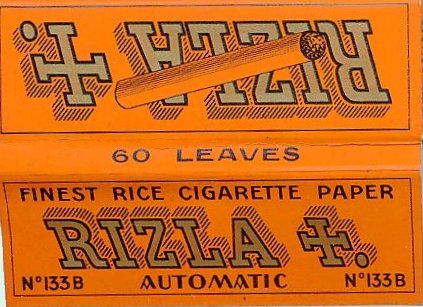 RIZLA +.
60 LEAVES
FINEST RICE CIGARETTE PAPER
RIZLA +.
Nº133B AUTOMATIC Nº133B